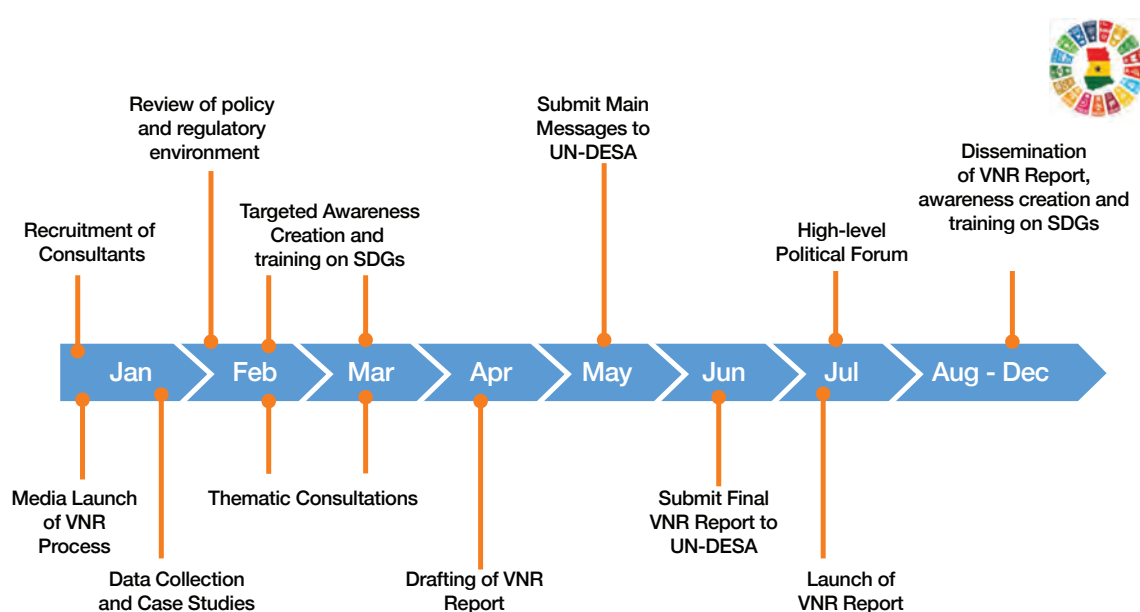 Review of policy
and regulatory
environment
Submit Main
Messages to
UN-DESA
Dissemination
of VNR Report,
awareness creation and
training on SDGs
Recruitment of
Consultants
Targeted Awareness
Creation and
training on SDGs
High-level
Political Forum
Jan
Feb
Mar
Apr
May
Jun
Jul
Aug - Dec
Media Launch
of VNR
Process
Thematic Consultations
Submit Final
VNR Report to
UN-DESA
Data Collection
and Case Studies
Drafting of VNR
Report
Launch of
VNR Report